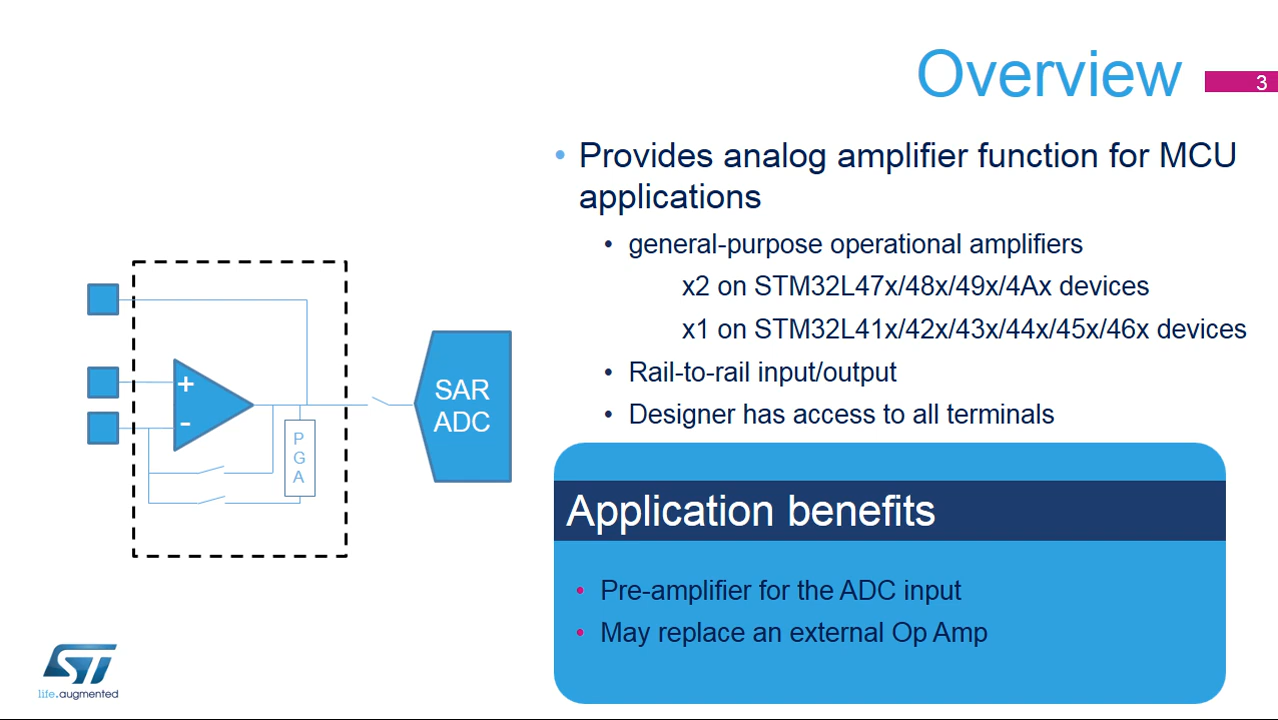 Overview
3
• Provides analog amplifier function for MCU
applications
• general-purpose operational amplifiers
x2 on STM32L47x/48x/49x/4Ax devices
x1 on STM32L41x/42x/43x/44x/45x/46x devices
• Rail-to-rail input/output
• Designer has access to all terminals
+
-
P
G
A
SAR
ADC
Application benefits
• Pre-amplifier for the ADC input
• May replace an external Op Amp
ST
life.augmented